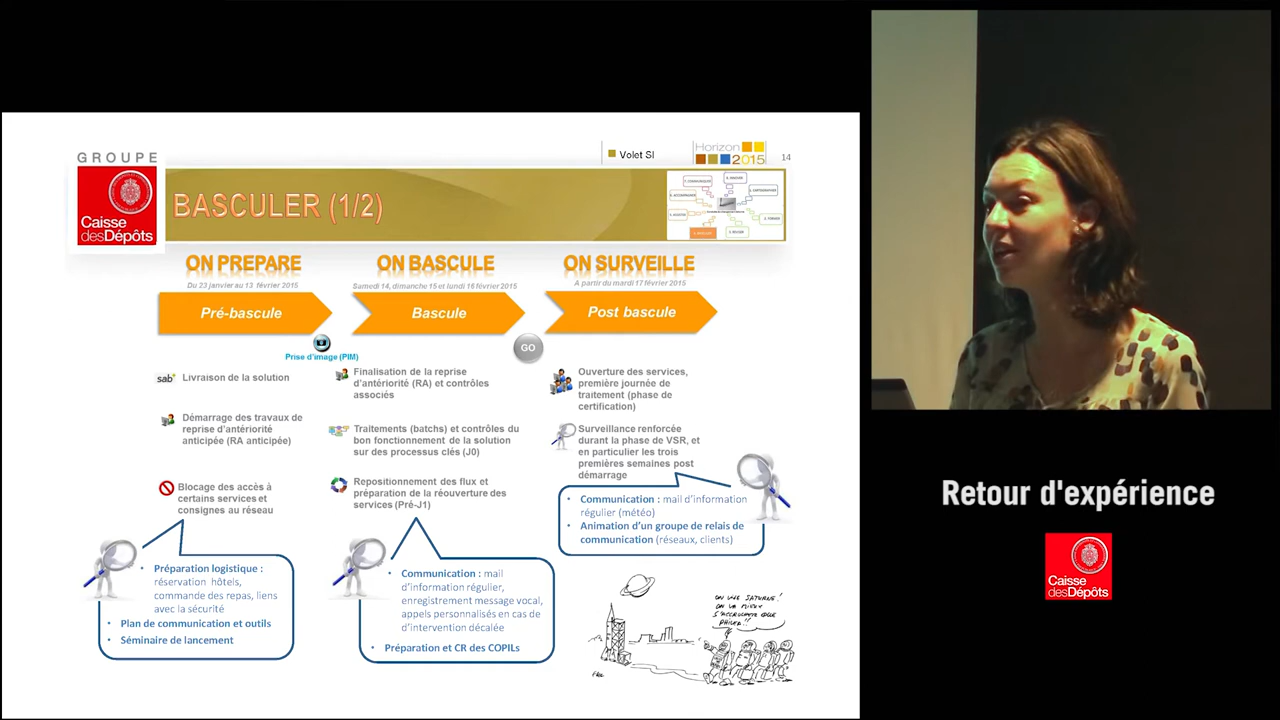 GROUPE
Caisse
desDépôts
Volet SI
Horizon
2015
14
BASCULER (1/2)
ON PREPARE
Du 23 janvier au 13 février 2015
Pré-bascule
Prise d'image (PIM)
sab+
Livraison de la solution
Démarrage des travaux de
reprise d'antériorité
anticipée (RA anticipée)
Blocage des accès à
certains services et
consignes au réseau
• Préparation logistique :
réservation hôtels,
commande des repas, liens
avec la sécurité
• Plan de communication et outils
• Séminaire de lancement
ON BASCULE
Samedi 14, dimanche 15 et lundi 16 février 2015
Bascule
GO
Finalisation de la reprise
d'antériorité (RA) et contrôles
associés
Traitements (batchs) et contrôles du
bon fonctionnement de la solution
sur des processus clés (J0)
Repositionnement des flux et
préparation de la réouverture des
services (Pré-J1)
• Communication : mail
d'information régulier,
enregistrement message vocal,
appels personnalisés en cas de
d'intervention décalée
• Préparation et CR des COPILs
ON SURVEILLE
A partir du mardi 17 février 2015
Post bascule
Ouverture des services,
première journée de
traitement (phase de
certification)
Surveillance renforcée
durant la phase de VSR, et
en particulier les trois
premières semaines post
démarrage
• Communication : mail d'information
régulier (météo)
• Animation d'un groupe de relais de
communication (réseaux, clients)
Retour d'expérience
Caisse
desDépôts